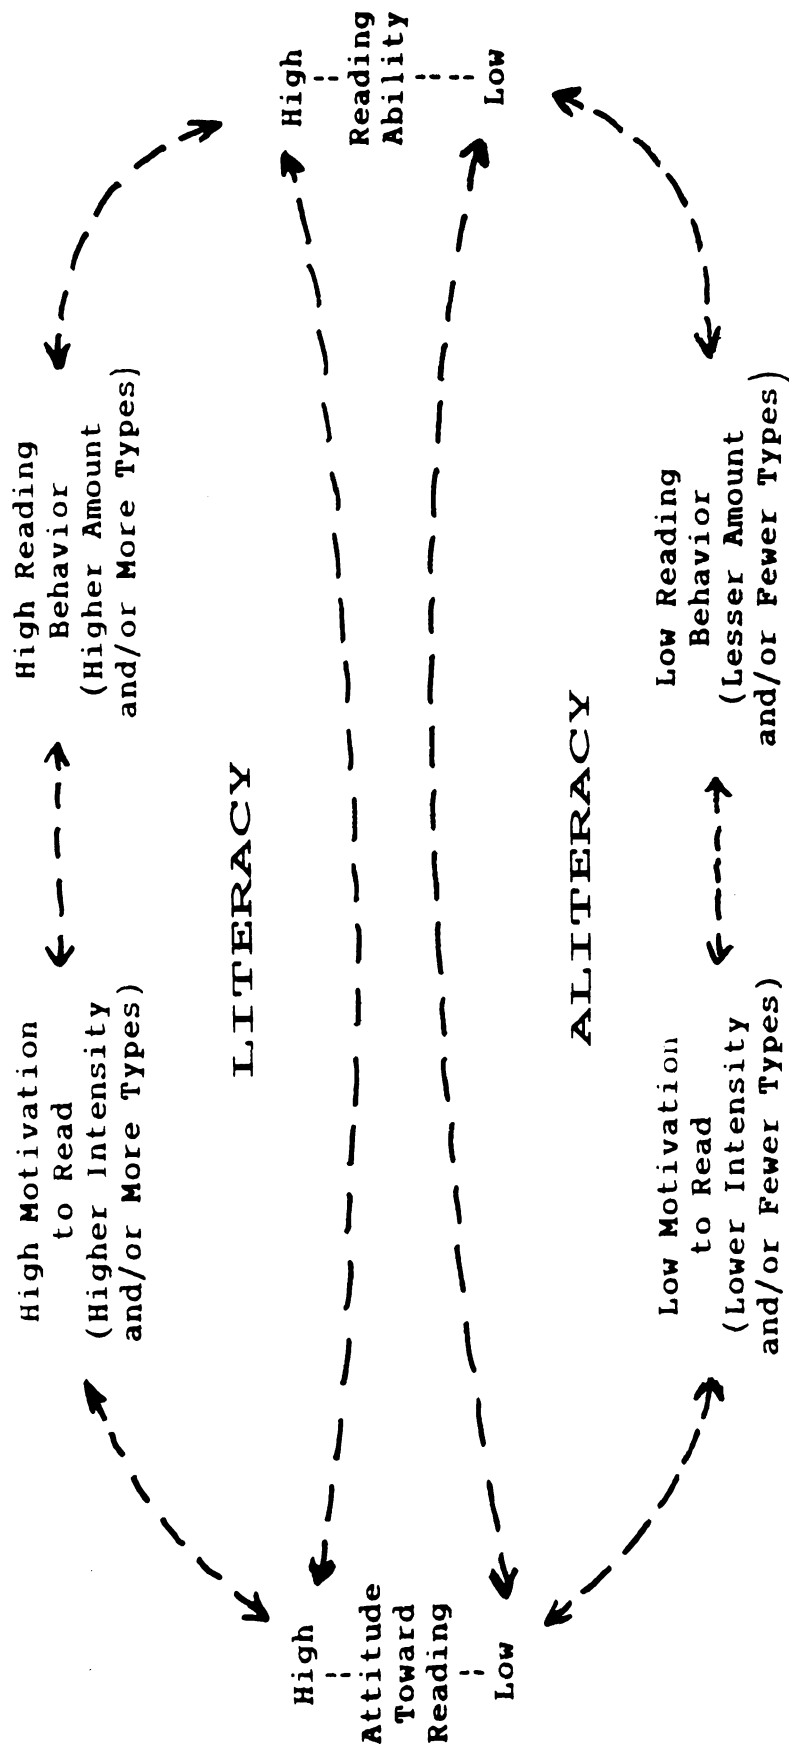 High Motivation
to Read
(Higher Intensity
and/or More Types)
High Reading
Behavior
(Higher Amount
and/or More Types)
LITERACY
High
Attitude
Toward
Reading
Low
High
Reading
Ability
Low
ALITERACY
Low Motivation
to Read
(Lower Intensity
and/or Fewer Types)
Low Reading
Behavior
(Lesser Amount
and/or Fewer Types)